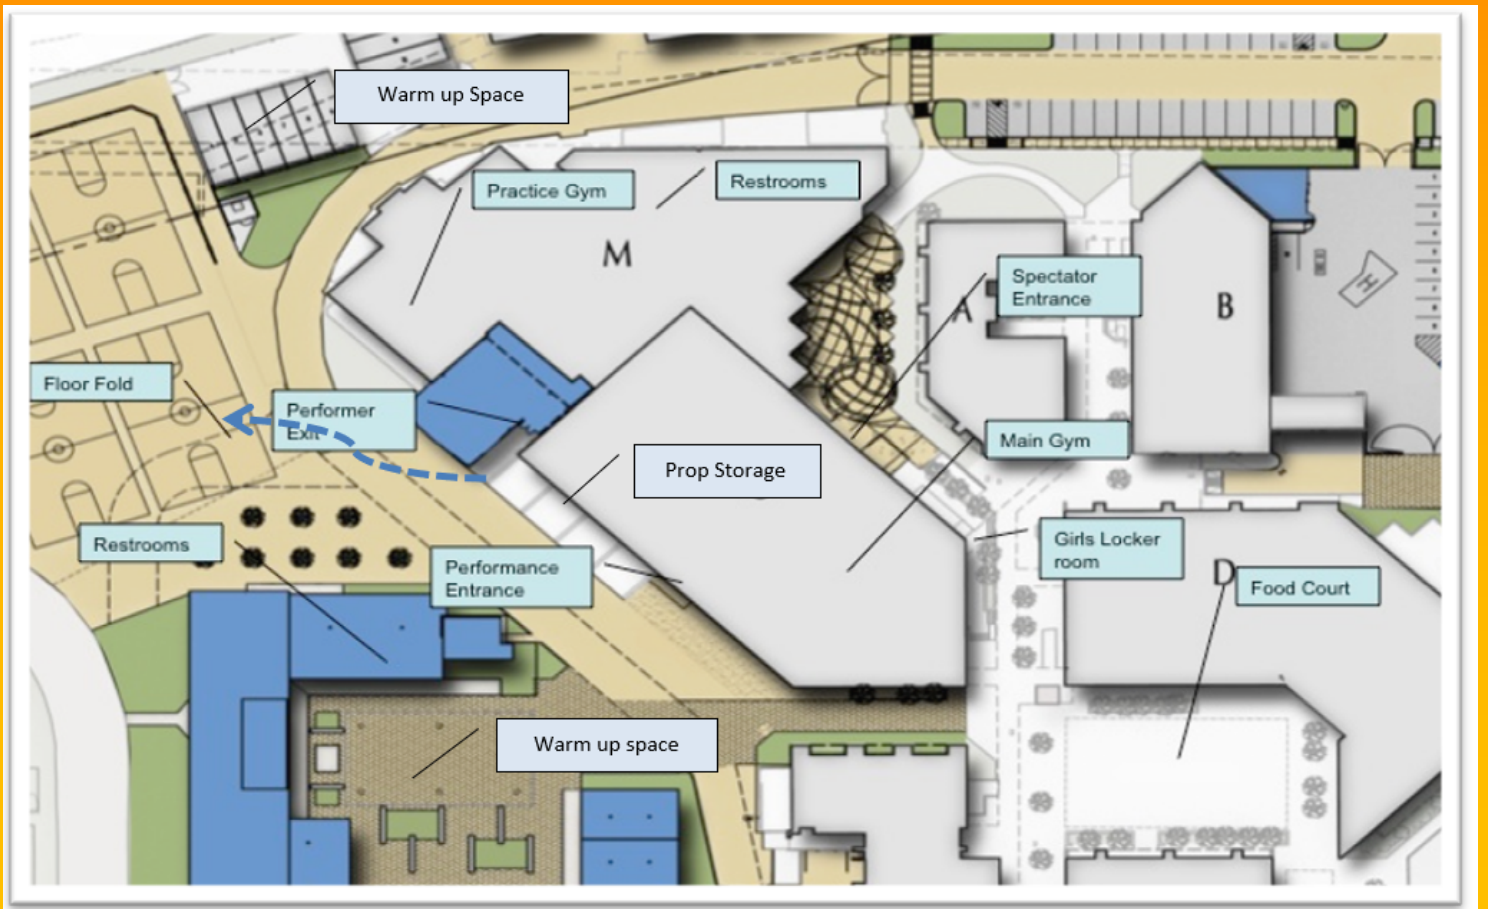 Warm up Space
Practice Gym
Restrooms
M
Spectator
Entrance
A
B
H
Floor Fold
Performer
Exit
Main Gym
Prop Storage
Restrooms
Performance
Entrance
Girls Locker
room
D
Food Court
Warm up space